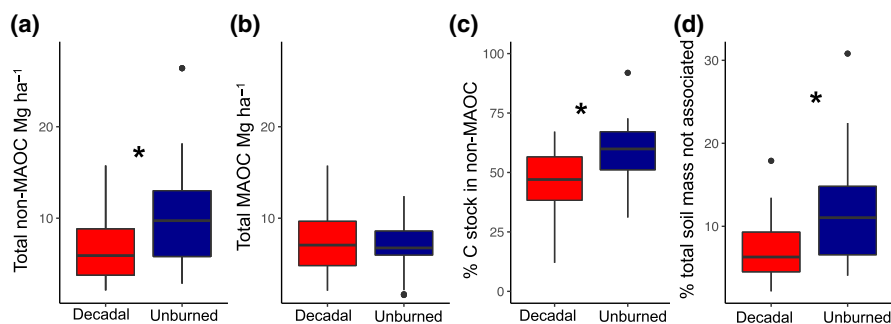 (a)
Total non-MAOC Mg ha⁻¹
20
10
*
Decadal Unburned
(b)
Total MAOC Mg ha⁻¹
20
10
Decadal Unburned
(c)
% C stock in non-MAOC
100
75
50
25
0
*
Decadal Unburned
(d)
% total soil mass not associated
30
20
10
*
Decadal Unburned